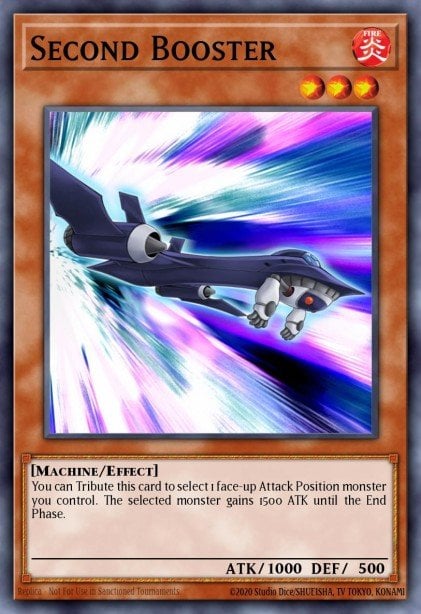 SECOND BOOSTER
FIRE
炎
[MACHINE/EFFECT]
You can Tribute this card to select 1 face-up Attack Position monster
you control. The selected monster gains 1500 ATK until the End
Phase.
ATK/1000 DEF/ 500
Replica - Not For Use in Sanctioned Tournaments
©2020 Studio Dice/SHUEISHA, TV TOKYO, KONAMI